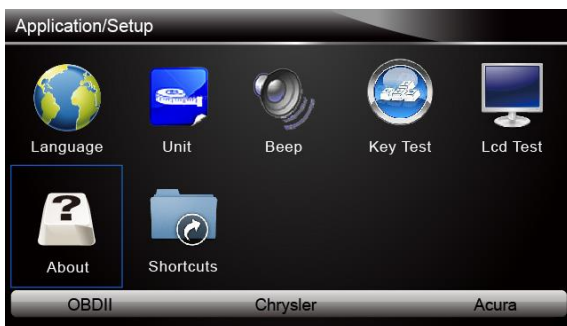 Application/Setup
Language Unit Beep Key Test Lcd Test
?
About Shortcuts
OBDII Chrysler Acura